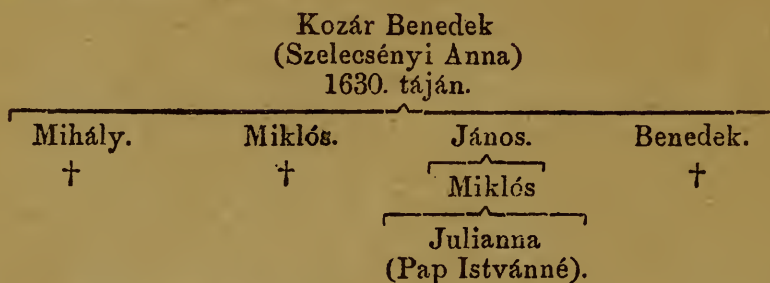 Kozár Benedek
(Szelecsényi Anna)
1630. táján.
Mihály. Miklós. János. Benedek.
† † †
Miklós
Julianna
(Pap Istvánné).